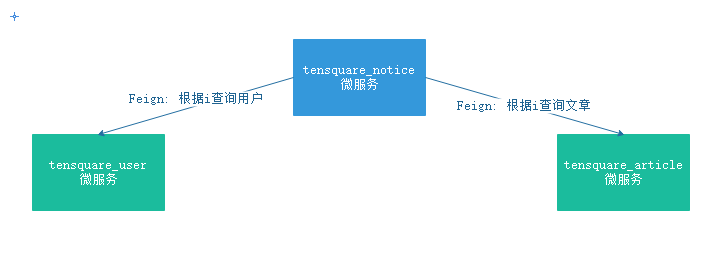 tensquare_notice
微服务
Feign: 根据i查询用户
Feign: 根据i查询文章
tensquare_user
微服务
tensquare_article
微服务